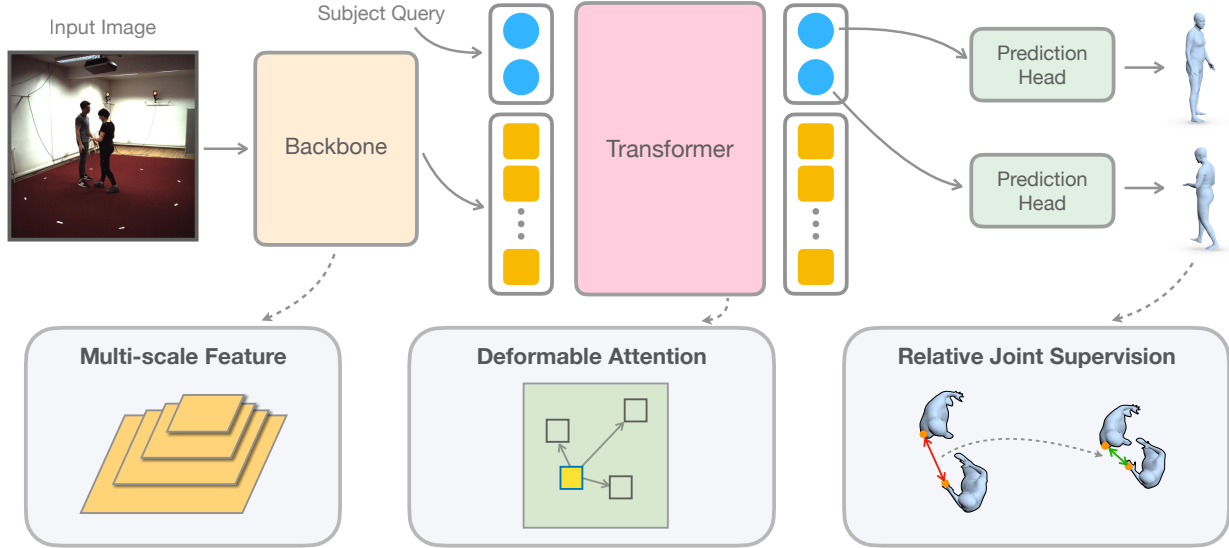 Input Image
Subject Query
Backbone
Transformer
Prediction
Head
Prediction
Head
Multi-scale Feature
Deformable Attention
Relative Joint Supervision